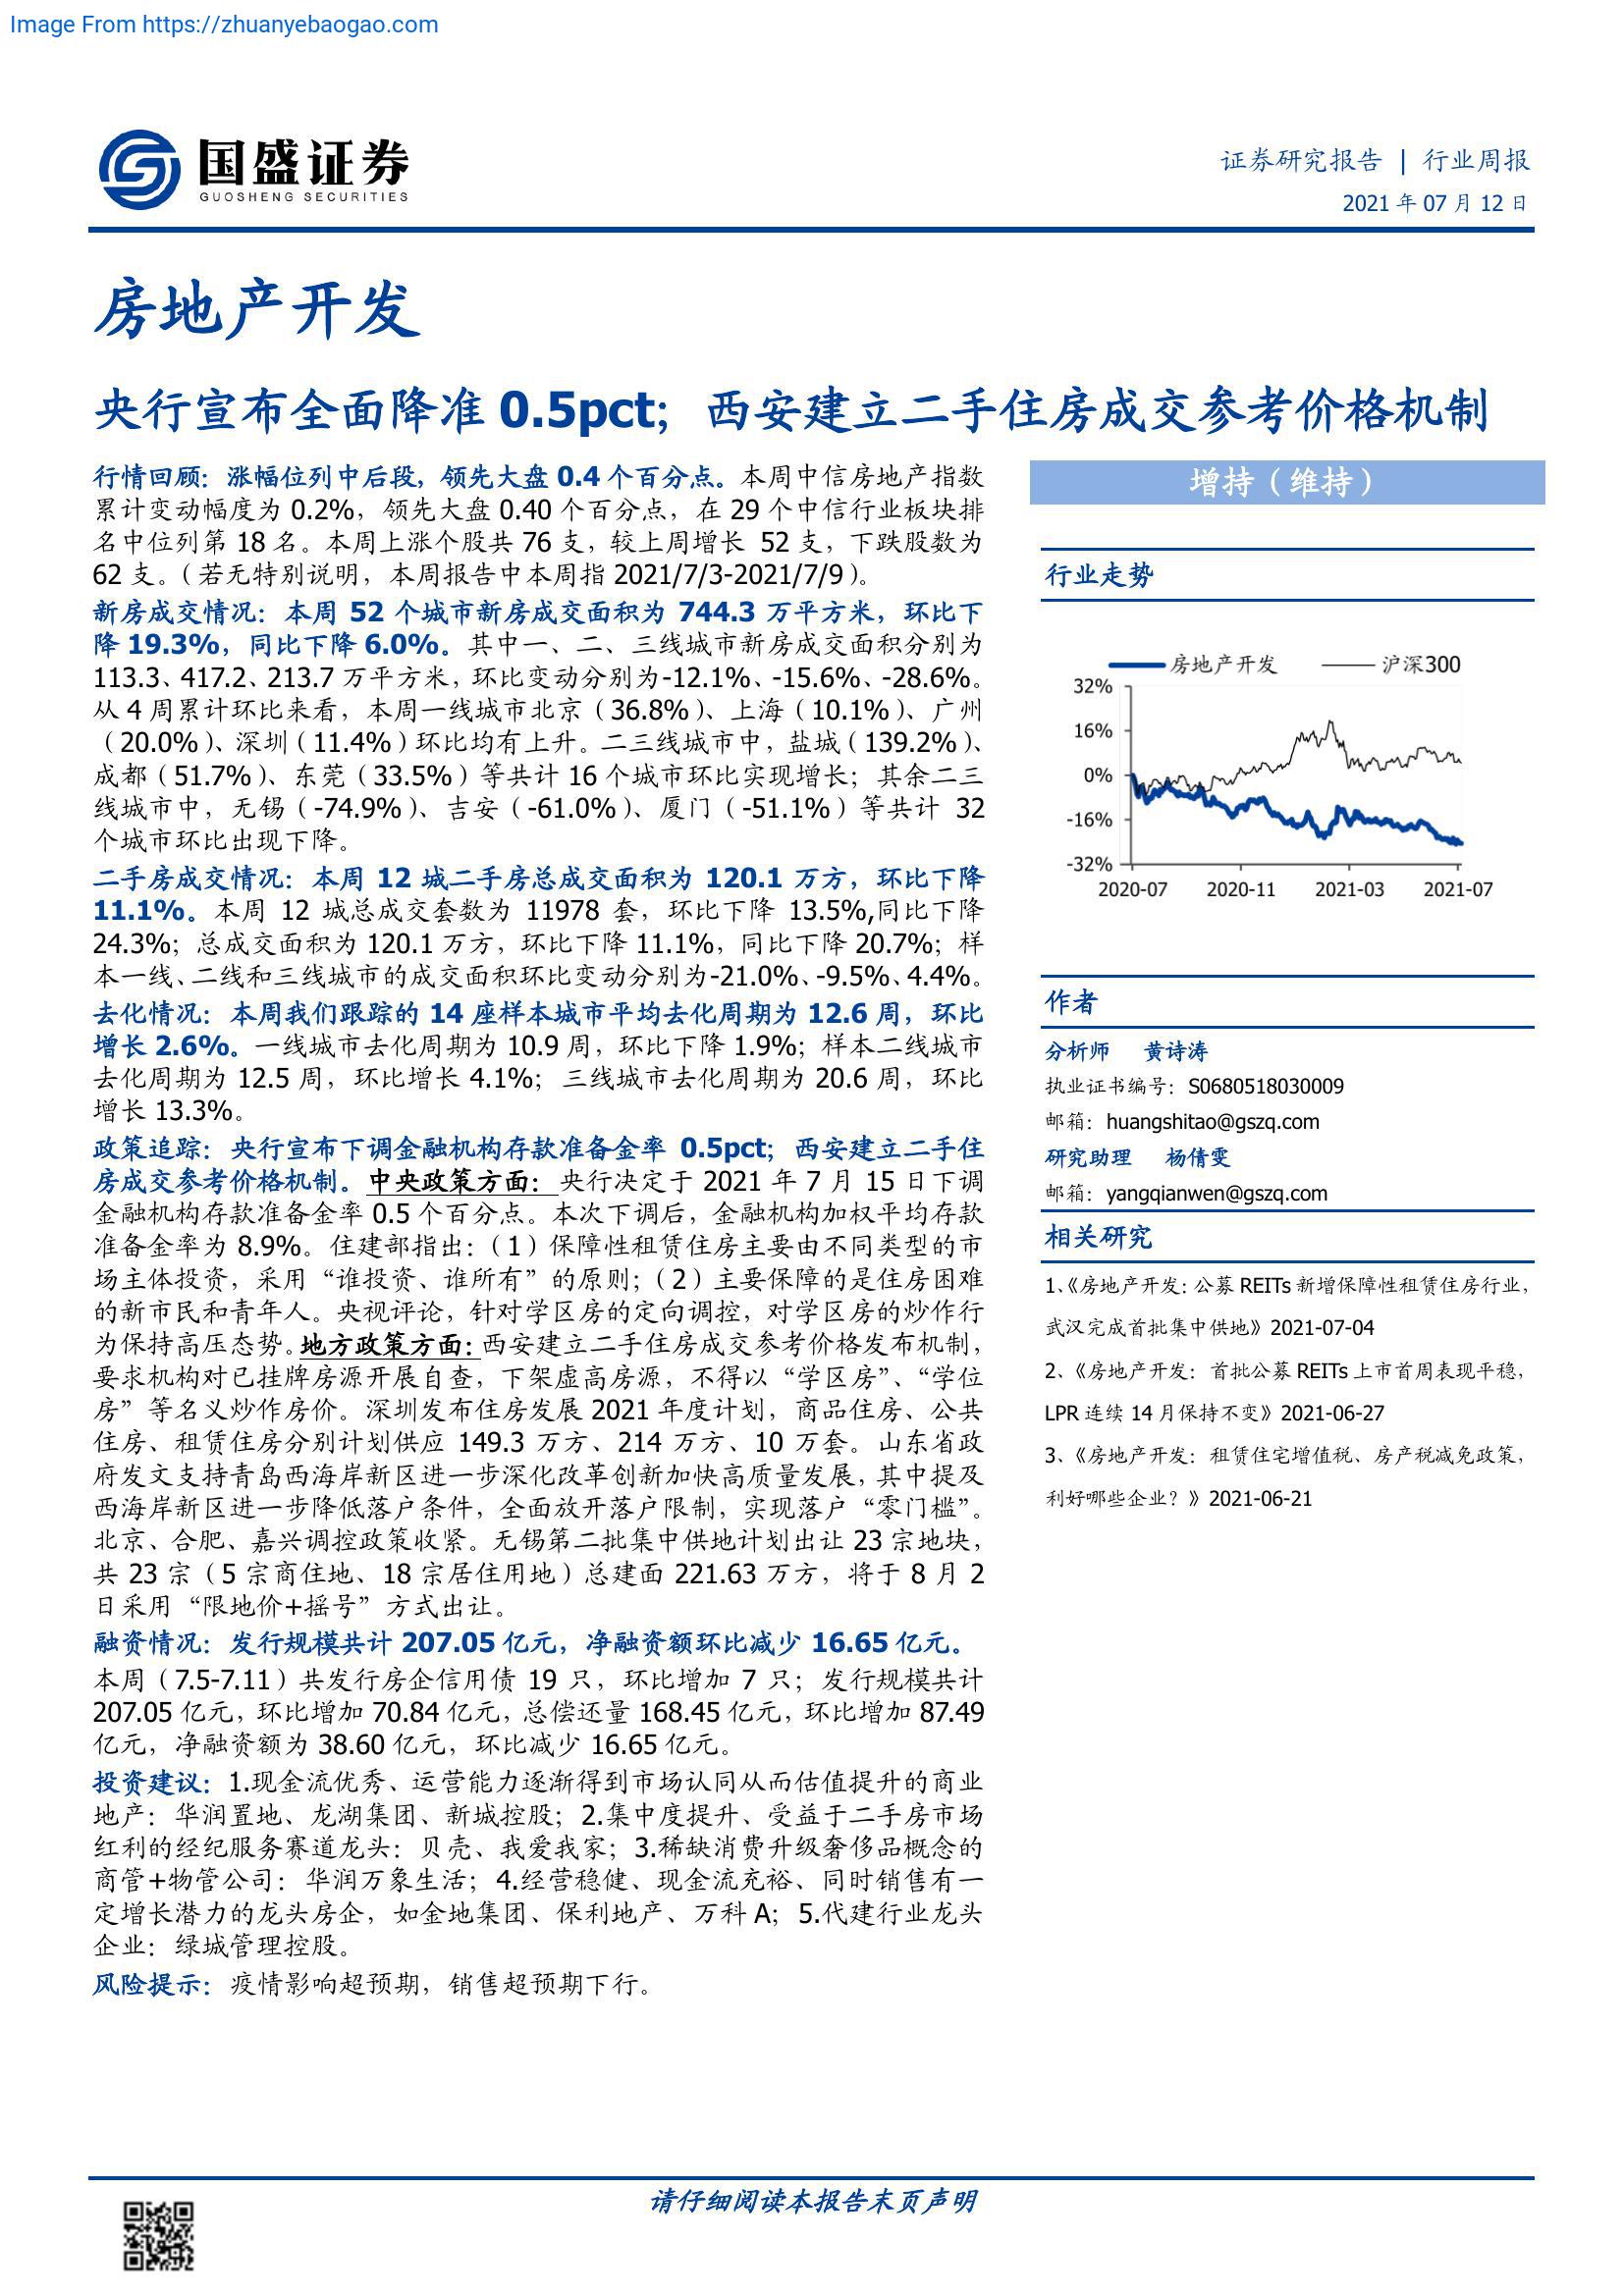 Image From https://zhuanyebaogao.com
国盛证券
GUOSHENG SECURITIES
证券研究报告 | 行业周报
2021 年 07 月 12 日
房地产开发
央行宣布全面降准 0.5pct；西安建立二手住房成交参考价格机制
行情回顾：涨幅位列中后段，领先大盘 0.4 个百分点。本周中信房地产指数
累计变动幅度为 0.2%，领先大盘 0.40 个百分点，在 29 个中信行业板块排
名中位列第 18 名。本周上涨个股共 76 支，较上周增长 52 支，下跌股数为
62 支。（若无特别说明，本周报告中本周指 2021/7/3-2021/7/9）。
新房成交情况：本周 52 个城市新房成交面积为 744.3 万平方米，环比下
降 19.3%，同比下降 6.0%。其中一、二、三线城市新房成交面积分别为
113.3、417.2、213.7 万平方米，环比变动分别为-12.1%、-15.6%、-28.6%。
从 4 周累计环比来看，本周一线城市北京（36.8%）、上海（10.1%）、广州
（20.0%）、深圳（11.4%）环比均有上升。二三线城市中，盐城（139.2%）、
成都（51.7%）、东莞（33.5%）等共计 16 个城市环比实现增长；其余二三
线城市中，无锡（-74.9%）、吉安（-61.0%）、厦门（-51.1%）等共计 32
个城市环比出现下降。
二手房成交情况：本周 12 城二手房总成交面积为 120.1 万方，环比下降
11.1%。本周 12 城总成交套数为 11978 套，环比下降 13.5%,同比下降
24.3%；总成交面积为 120.1 万方，环比下降 11.1%，同比下降 20.7%；样
本一线、二线和三线城市的成交面积环比变动分别为-21.0%、-9.5%、4.4%。
去化情况：本周我们跟踪的 14 座样本城市平均去化周期为 12.6 周，环比
增长 2.6%。一线城市去化周期为 10.9 周，环比下降 1.9%；样本二线城市
去化周期为 12.5 周，环比增长 4.1%；三线城市去化周期为 20.6 周，环比
增长 13.3%。
政策追踪：央行宣布下调金融机构存款准备金率 0.5pct；西安建立二手住
房成交参考价格机制。中央政策方面：央行决定于 2021 年 7 月 15 日下调
金融机构存款准备金率 0.5 个百分点。本次下调后，金融机构加权平均存款
准备金率为 8.9%。住建部指出：（1）保障性租赁住房主要由不同类型的市
场主体投资，采用“谁投资、谁所有”的原则；（2）主要保障的是住房困难
的新市民和青年人。央视评论，针对学区房的定向调控，对学区房的炒作行
为保持高压态势。地方政策方面：西安建立二手住房成交参考价格发布机制，
要求机构对已挂牌房源开展自查，下架虚高房源，不得以“学区房”、“学位
房”等名义炒作房价。深圳发布住房发展 2021 年度计划，商品住房、公共
住房、租赁住房分别计划供应 149.3 万方、214 万方、10 万套。山东省政
府发文支持青岛西海岸新区进一步深化改革创新加快高质量发展，其中提及
西海岸新区进一步降低落户条件，全面放开落户限制，实现落户“零门槛”。
北京、合肥、嘉兴调控政策收紧。无锡第二批集中供地计划出让 23 宗地块，
共 23 宗（5 宗商住地、18 宗居住用地）总建面 221.63 万方，将于 8 月 2
日采用“限地价+摇号”方式出让。
融资情况：发行规模共计 207.05 亿元，净融资额环比减少 16.65 亿元。
本周（7.5-7.11）共发行房企信用债 19 只，环比增加 7 只；发行规模共计
207.05 亿元，环比增加 70.84 亿元，总偿还量 168.45 亿元，环比增加 87.49
亿元，净融资额为 38.60 亿元，环比减少 16.65 亿元。
投资建议：1.现金流优秀、运营能力逐渐得到市场认同从而估值提升的商业
地产：华润置地、龙湖集团、新城控股；2.集中度提升、受益于二手房市场
红利的经纪服务赛道龙头：贝壳、我爱我家；3.稀缺消费升级奢侈品概念的
商管+物管公司：华润万象生活；4.经营稳健、现金流充裕、同时销售有一
定增长潜力的龙头房企，如金地集团、保利地产、万科 A；5.代建行业龙头
企业：绿城管理控股。
风险提示：疫情影响超预期，销售超预期下行。
增持（维持）
行业走势
房地产开发 沪深300
32%
16%
0%
-16%
-32%
2020-07 2020-11 2021-03 2021-07
作者
分析师 黄诗涛
执业证书编号：S0680518030009
邮箱：huangshitao@gszq.com
研究助理 杨倩雯
邮箱：yangqianwen@gszq.com
相关研究
1、《房地产开发：公募 REITs 新增保障性租赁住房行业，
武汉完成首批集中供地》2021-07-04
2、《房地产开发：首批公募 REITs 上市首周表现平稳，
LPR 连续 14 月保持不变》2021-06-27
3、《房地产开发：租赁住宅增值税、房产税减免政策，
利好哪些企业？》2021-06-21
请仔细阅读本报告末页声明